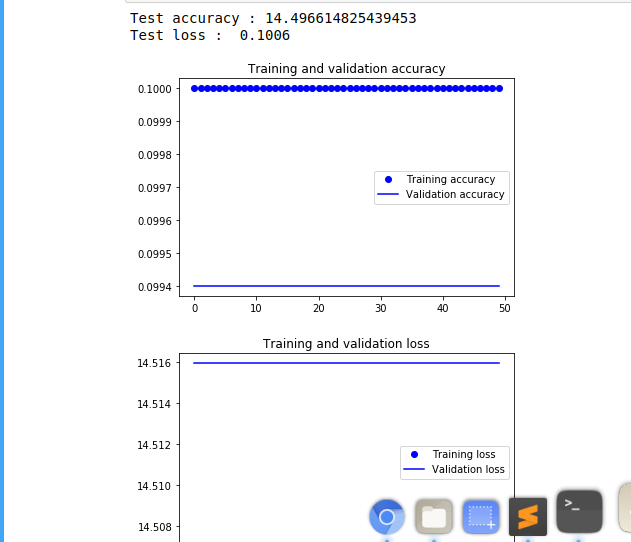 Test accuracy : 14.496614825439453
Test loss :  0.1006
Training and validation accuracy
0.1000
0.0999
0.0998
0.0997
0.0996
0.0995
0.0994
Training accuracy
Validation accuracy
0 10 20 30 40 50
Training and validation loss
14.516
14.514
14.512
14.510
14.508
Training loss
Validation loss
>_